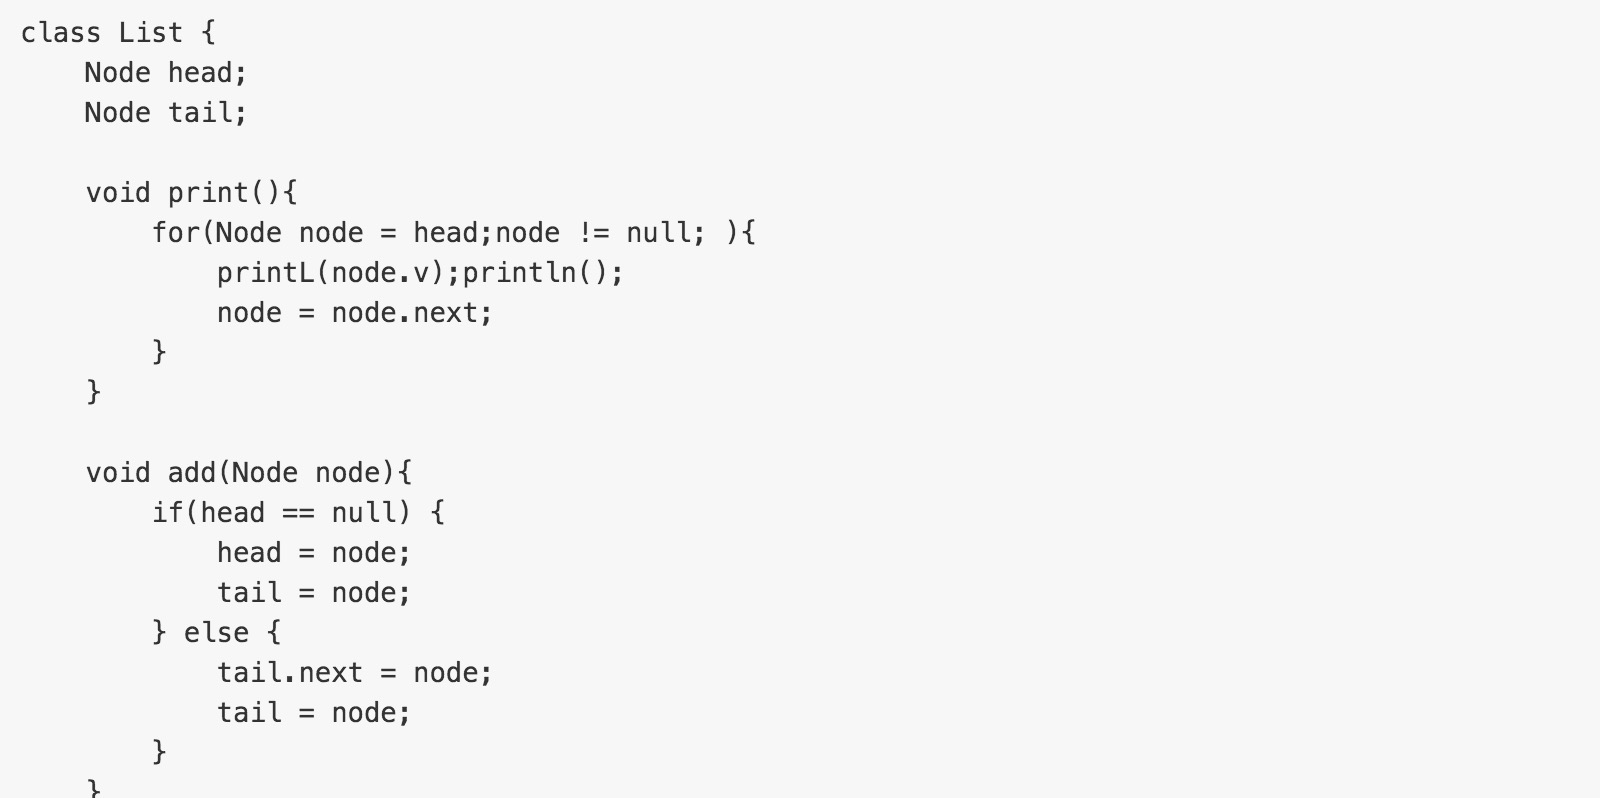 class List {
    Node head;
    Node tail;

    void print(){
        for(Node node = head;node != null; ){
            printL(node.v);println();
            node = node.next;
        }
    }

    void add(Node node){
        if(head == null) {
            head = node;
            tail = node;
        } else {
            tail.next = node;
            tail = node;
        }
    }